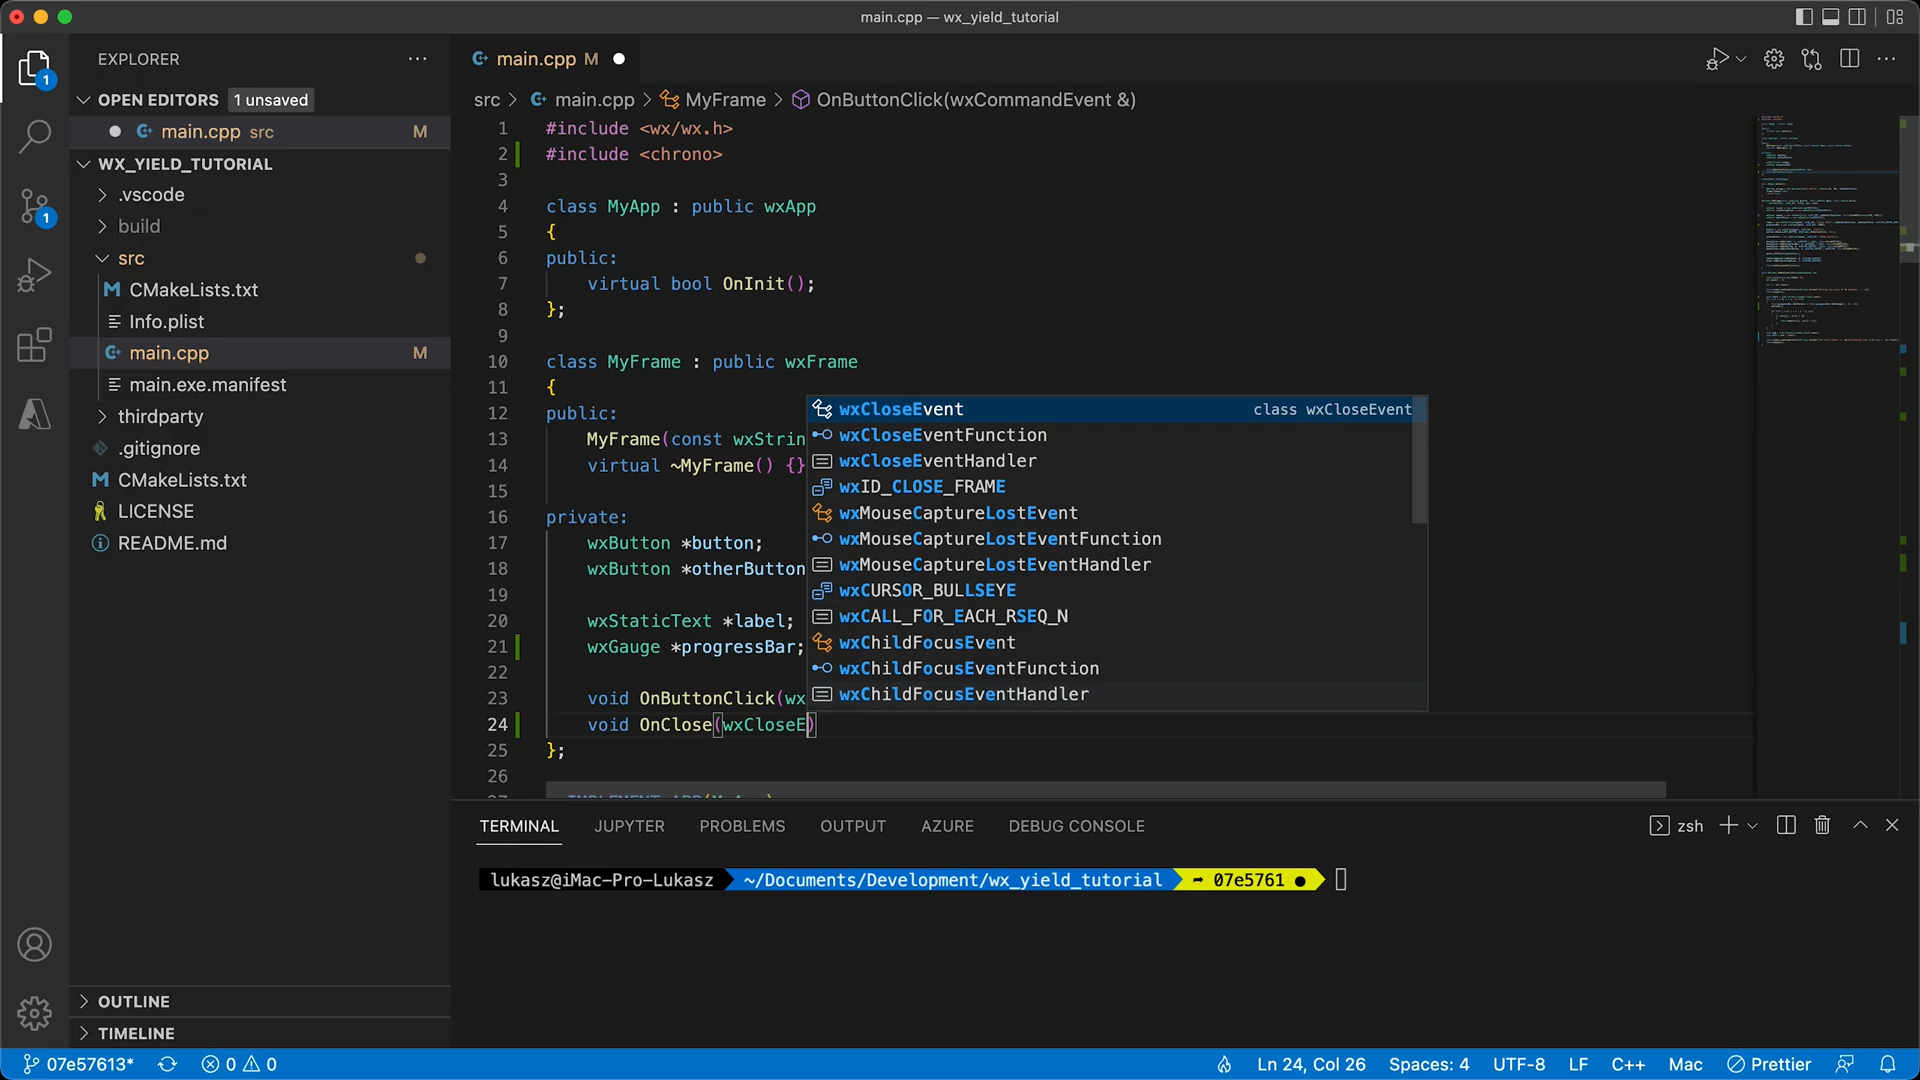 main.cpp — wx_yield_tutorial
EXPLORER
OPEN EDITORS 1 unsaved
main.cpp src M
WX_YIELD_TUTORIAL
.vscode
build
src
CMakeLists.txt
Info.plist
main.cpp M
main.exe.manifest
thirdparty
.gitignore
CMakeLists.txt
LICENSE
README.md
OUTLINE
TIMELINE
1
1
main.cpp M
src > main.cpp > MyFrame > OnButtonClick(wxCommandEvent &)
1 #include <wx/wx.h>
2 #include <chrono>
3
4 class MyApp : public wxApp
5 {
6 public:
7 virtual bool OnInit();
8 };
9
10 class MyFrame : public wxFrame
11 {
12 public:
13 MyFrame(const wxStrin
14 virtual ~MyFrame() {}
15
16 private:
17 wxButton *button;
18 wxButton *otherButton
19
20 wxStaticText *label;
21 wxGauge *progressBar;
22
23 void OnButtonClick(wx
24 void OnClose(wxCloseE)
25 };
26
wxCloseEvent class wxCloseEvent
wxCloseEventFunction
wxCloseEventHandler
wxID_CLOSE_FRAME
wxMouseCaptureLostEvent
wxMouseCaptureLostEventFunction
wxMouseCaptureLostEventHandler
wxCURSOR_BULLSEYE
wxCALL_FOR_EACH_RSEQ_N
wxChildFocusEvent
wxChildFocusEventFunction
wxChildFocusEventHandler
TERMINAL JUPYTER PROBLEMS OUTPUT AZURE DEBUG CONSOLE
zsh
lukasz@iMac-Pro-Lukasz ~/Documents/Development/wx_yield_tutorial 07e5761 ●
07e57613* 0 0 Ln 24, Col 26 Spaces: 4 UTF-8 LF C++ Mac Prettier